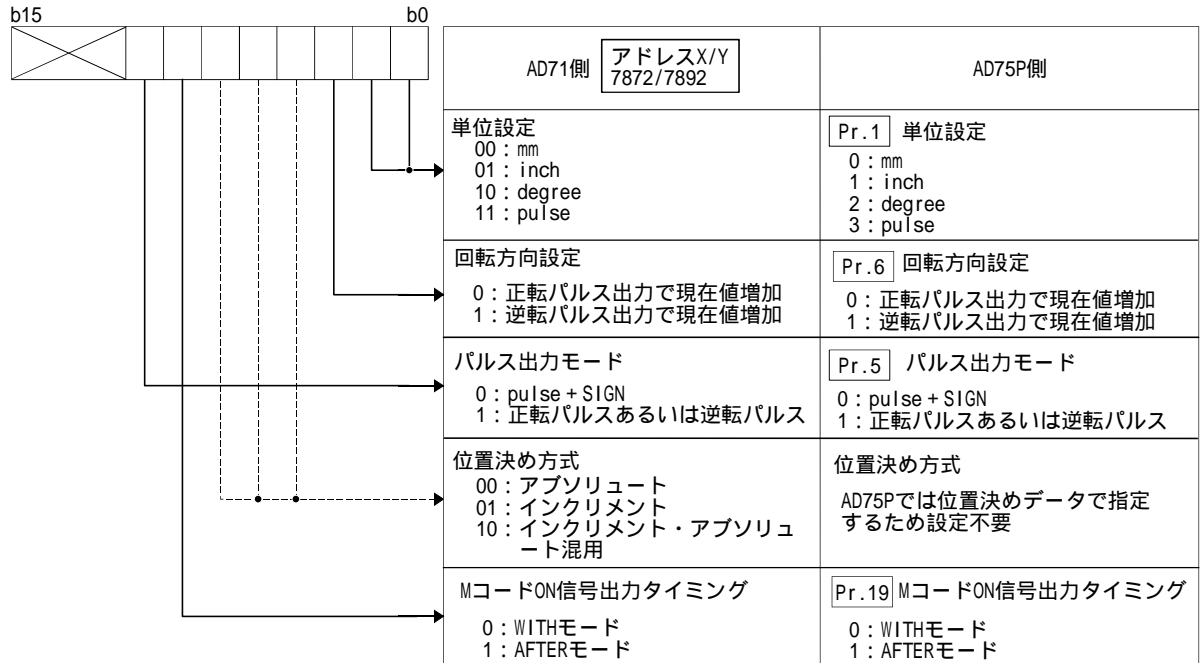 b15 b0
AD71側 アドレスX/Y
7872/7892
AD75P側
単位設定
00：mm
01：inch
10：degree
11：pulse
Pr.1 単位設定
0：mm
1：inch
2：degree
3：pulse
回転方向設定
0：正転パルス出力で現在値増加
1：逆転パルス出力で現在値増加
Pr.6 回転方向設定
0：正転パルス出力で現在値増加
1：逆転パルス出力で現在値増加
パルス出力モード
0：pulse＋SIGN
1：正転パルスあるいは逆転パルス
Pr.5 パルス出力モード
0：pulse＋SIGN
1：正転パルスあるいは逆転パルス
位置決め方式
00：アブソリュート
01：インクリメント
10：インクリメント・アブソリュ
ート混用
位置決め方式
AD75Pでは位置決めデータで指定
するため設定不要
MコードON信号出力タイミング
0：WITHモード
1：AFTERモード
Pr.19 MコードON信号出力タイミング
0：WITHモード
1：AFTERモード